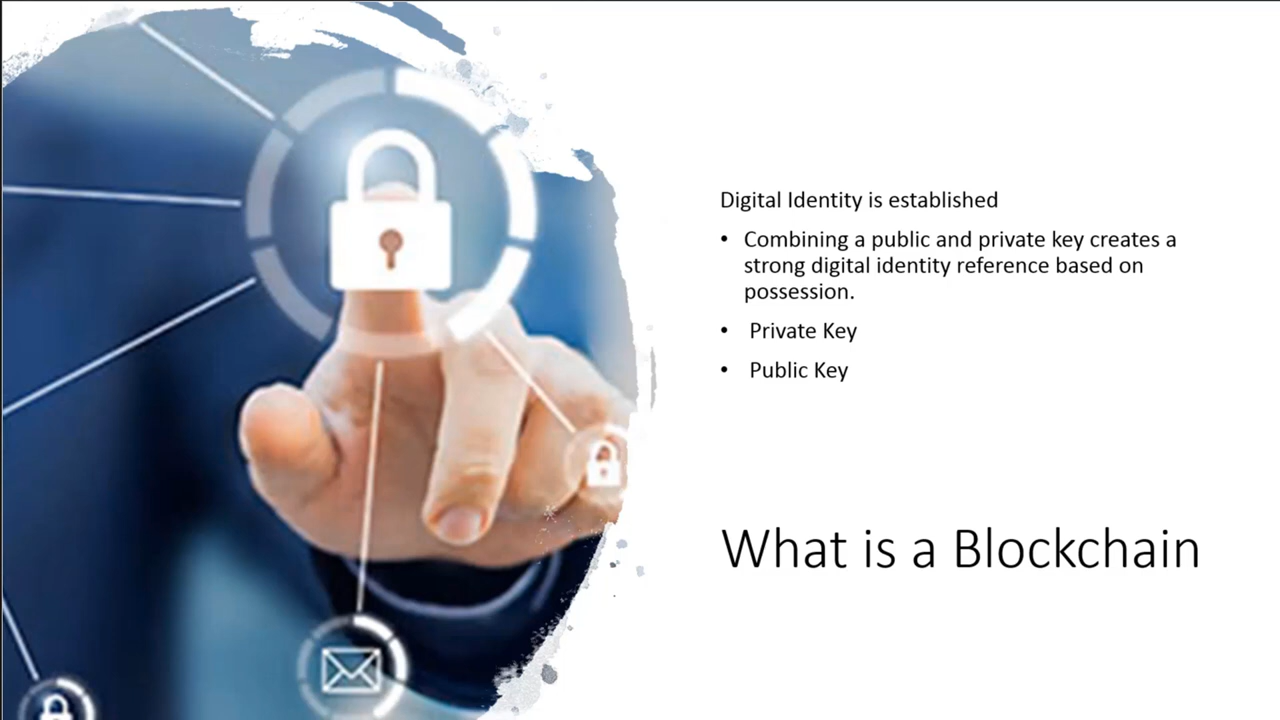 Digital Identity is established
• Combining a public and private key creates a
strong digital identity reference based on
possession.
• Private Key
• Public Key
What is a Blockchain